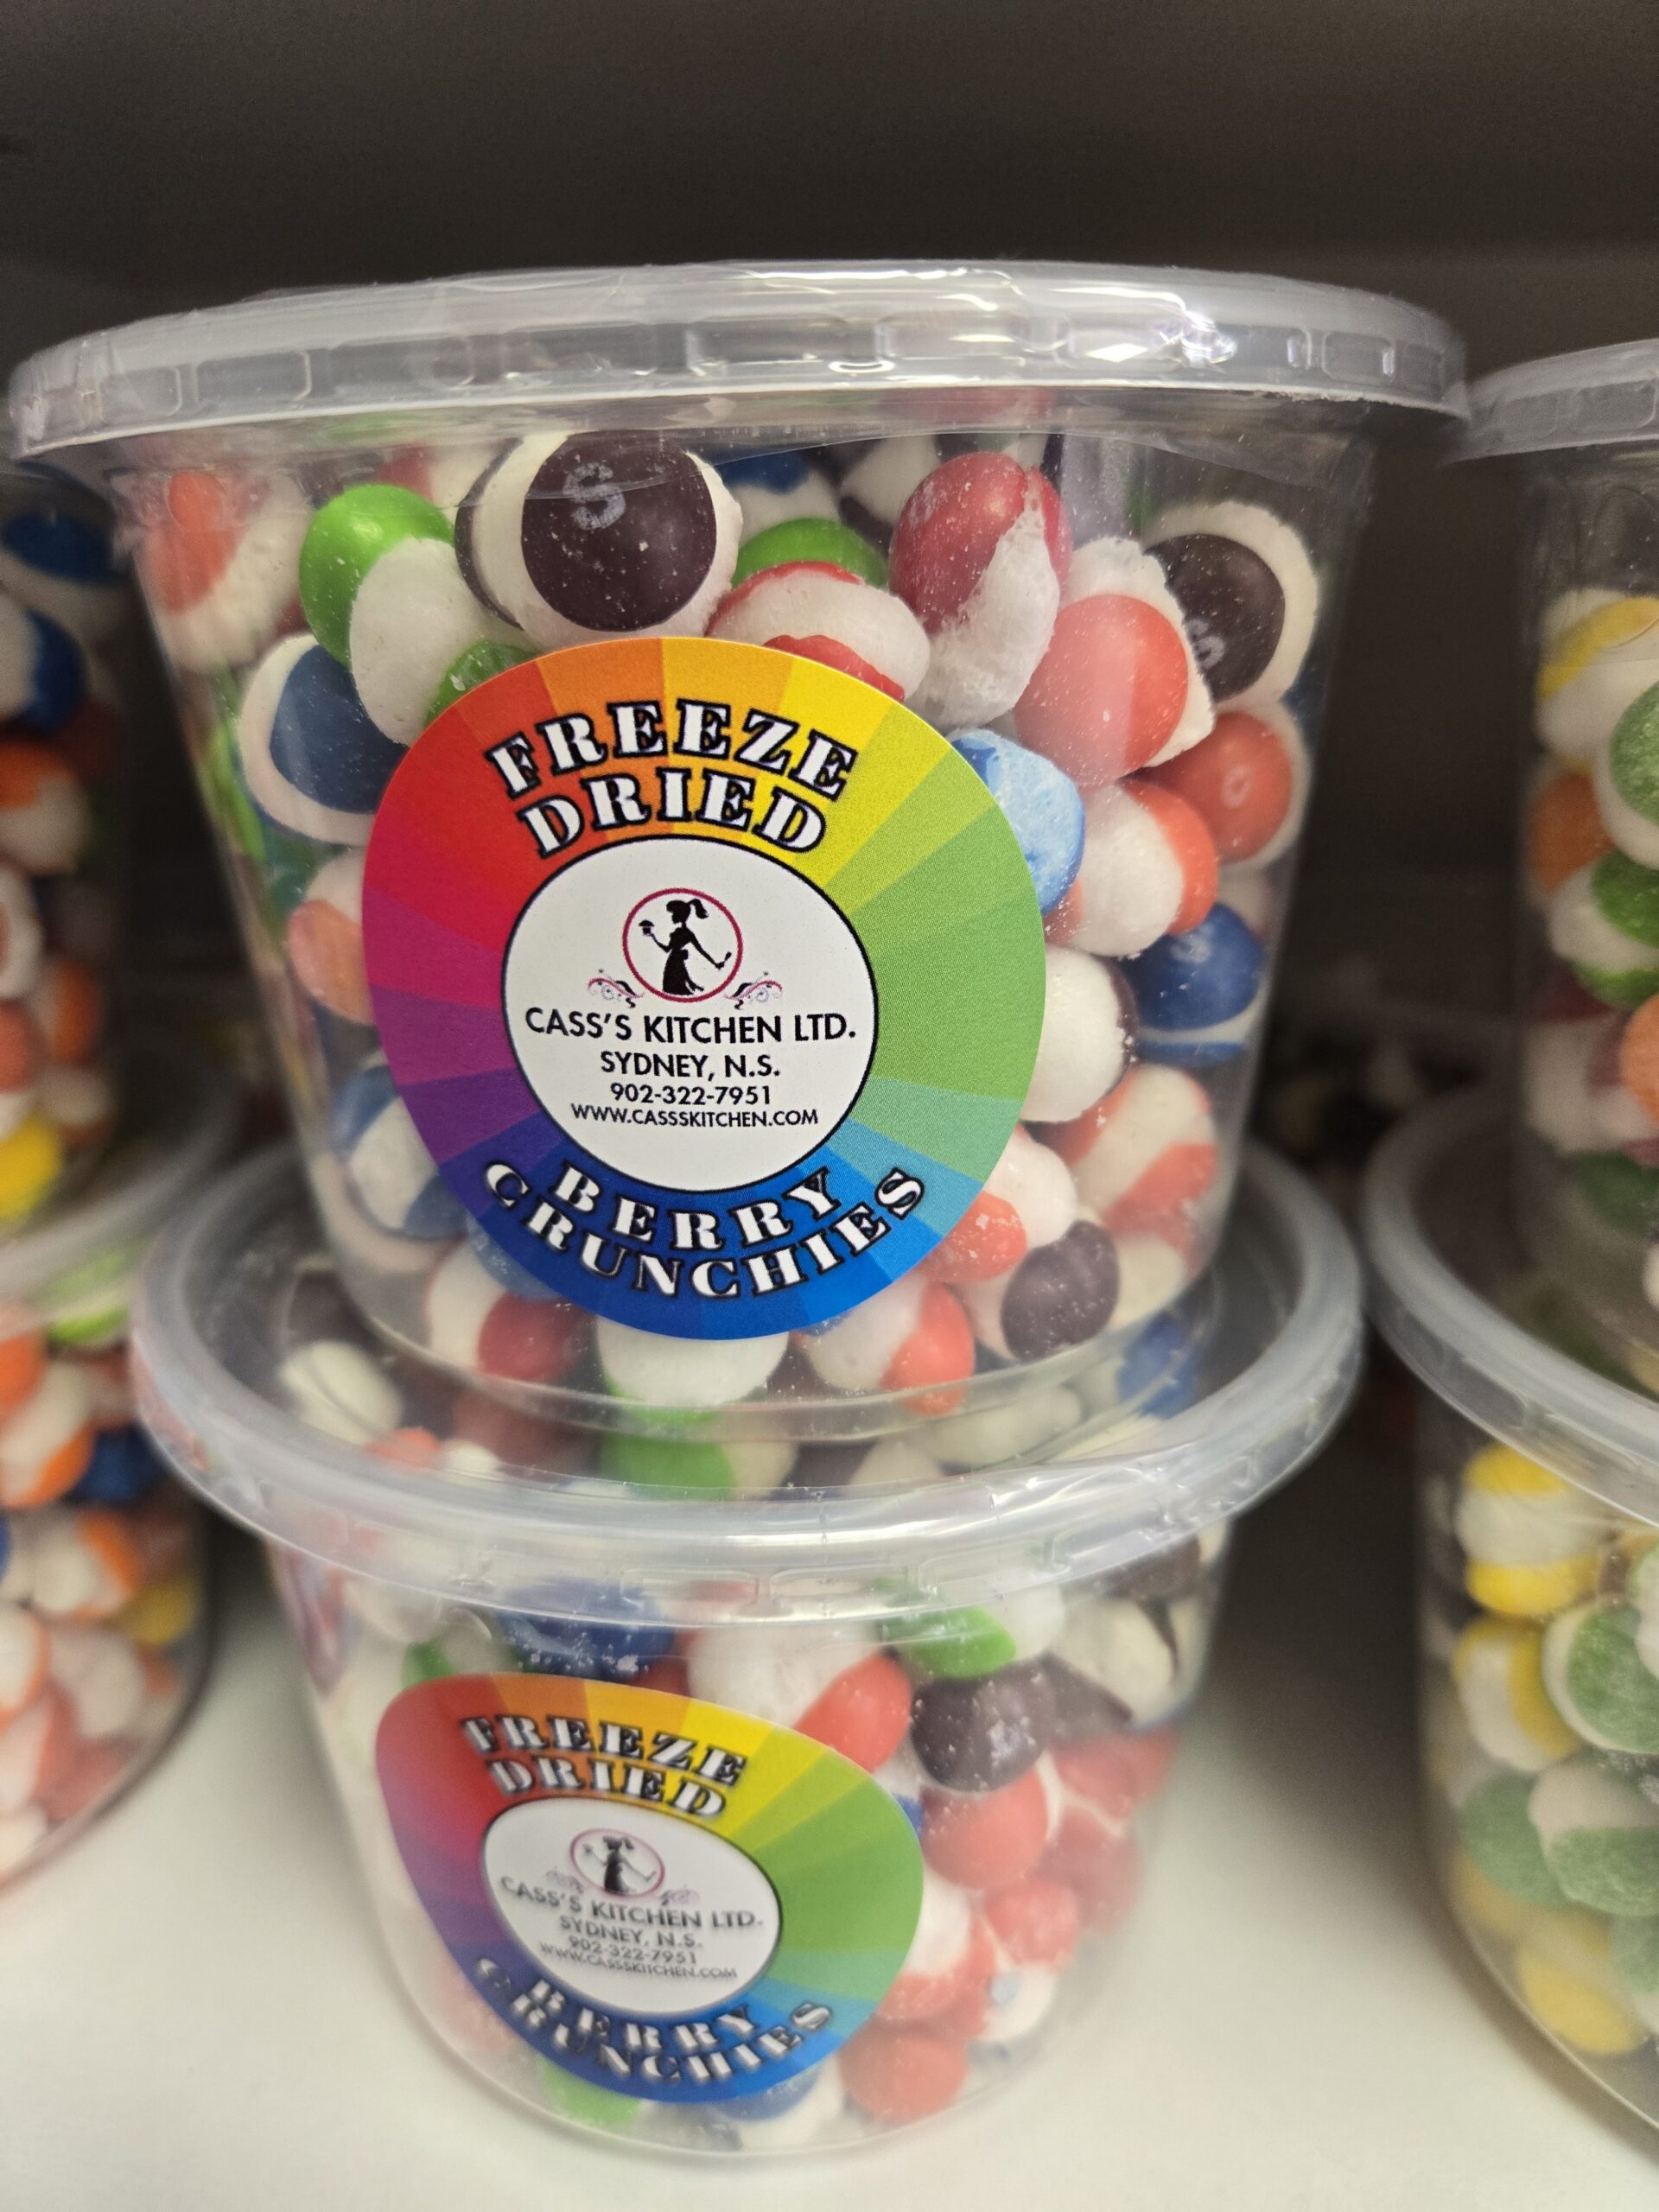 S
S
FREEZE
DRIED
CASS'S KITCHEN LTD.
SYDNEY, N.S.
902-322-7951
WWW.CASSSKITCHEN.COM
BERRY
CRUNCHIES
FREEZE
DRIED
CASS'S KITCHEN LTD.
SYDNEY, N.S.
902-322-7951
WWW.CASSSKITCHEN.COM
BERRY
CRUNCHIES